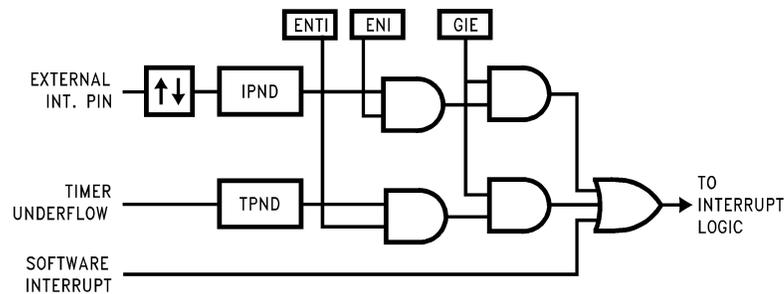 ENTI
ENI
GIE
EXTERNAL
INT. PIN
IPND
TIMER
UNDERFLOW
TPND
TO
INTERRUPT
LOGIC
SOFTWARE
INTERRUPT